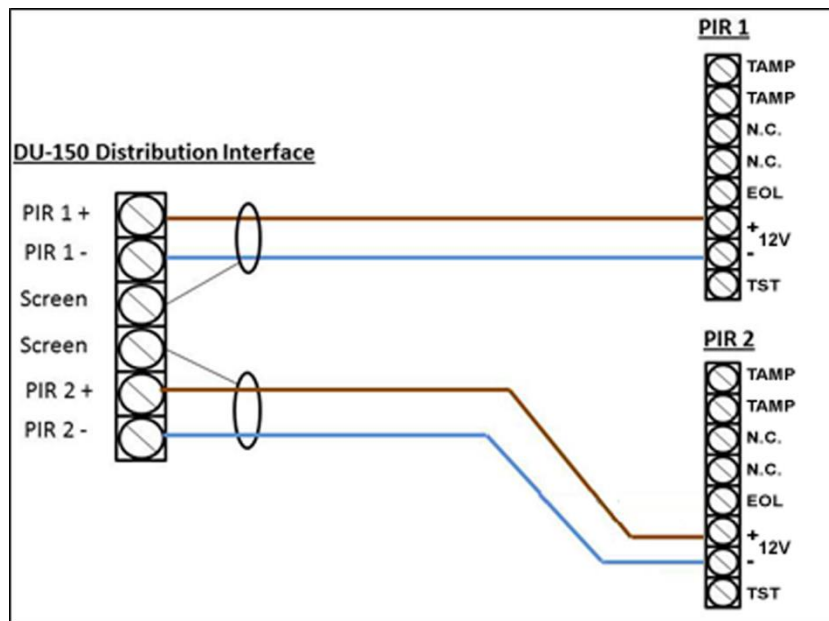 DU-150 Distribution Interface
PIR 1 +
PIR 1 -
Screen
Screen
PIR 2 +
PIR 2 -
PIR 1
TAMP
TAMP
N.C.
N.C.
EOL
+
12V
-
TST
PIR 2
TAMP
TAMP
N.C.
N.C.
EOL
+
12V
-
TST